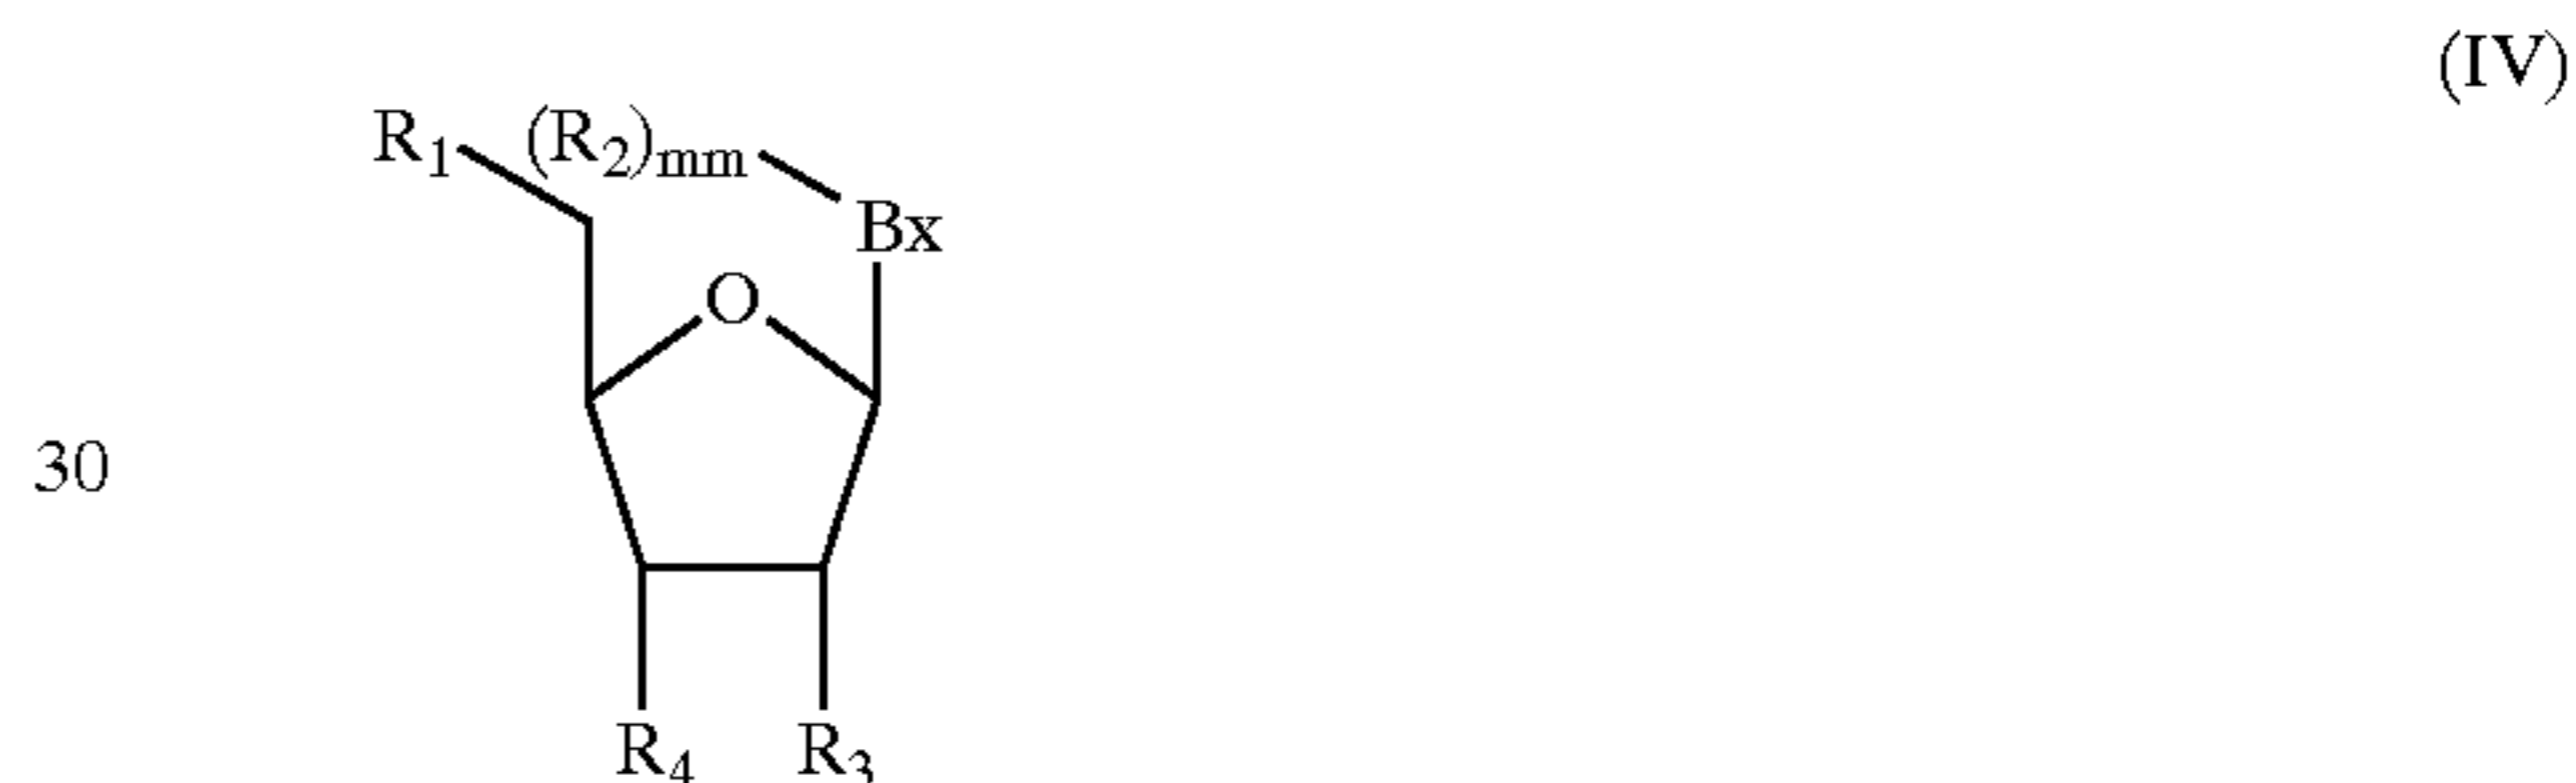 (IV)
R₁ (R₂)ₘₘ
Bx
O
30
R₄ R₃